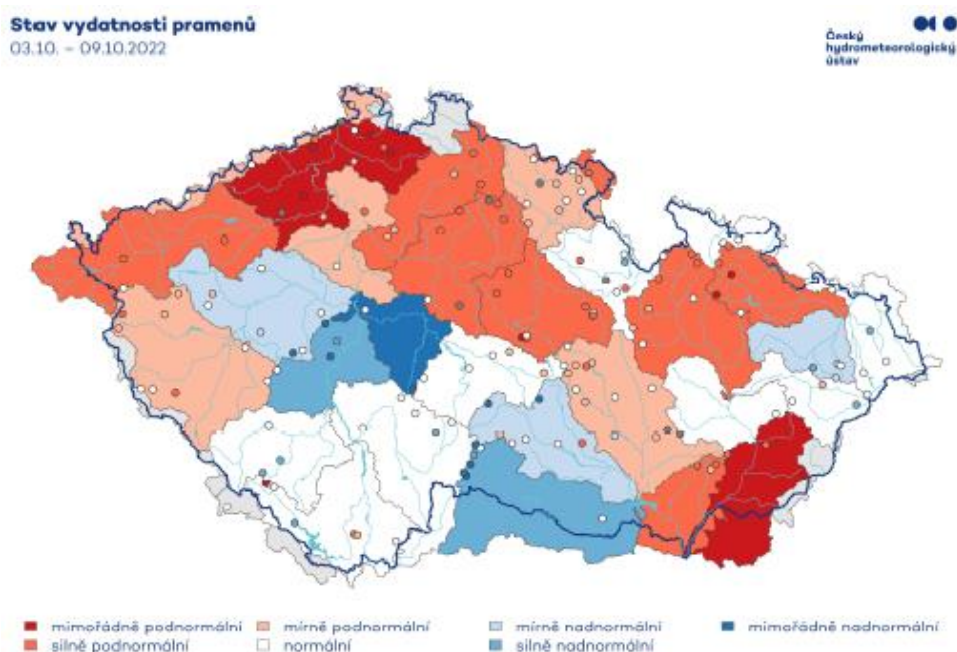 Stav vydatnosti pramenů
03.10. – 09.10.2022
Český
hydrometeorologický
ústav
mimořádně podnormální
mírně podnormální
mírně nadnormální
mimořádně nadnormální
silně podnormální
normální
silně nadnormální